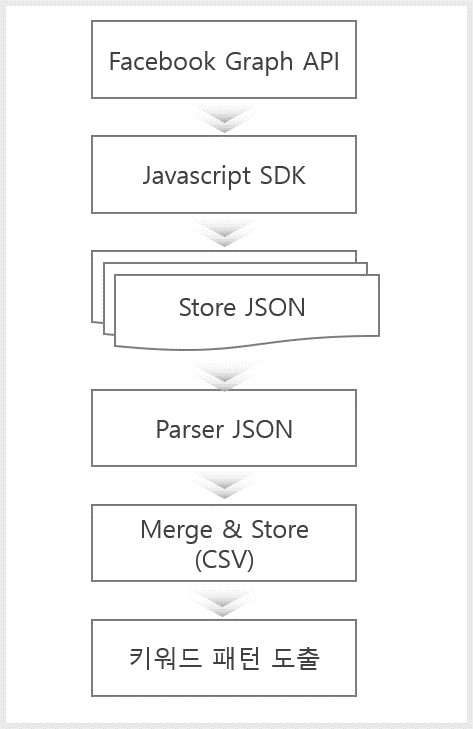 Facebook Graph API
Javascript SDK
Store JSON
Parser JSON
Merge & Store
(CSV)
키워드 패턴 도출